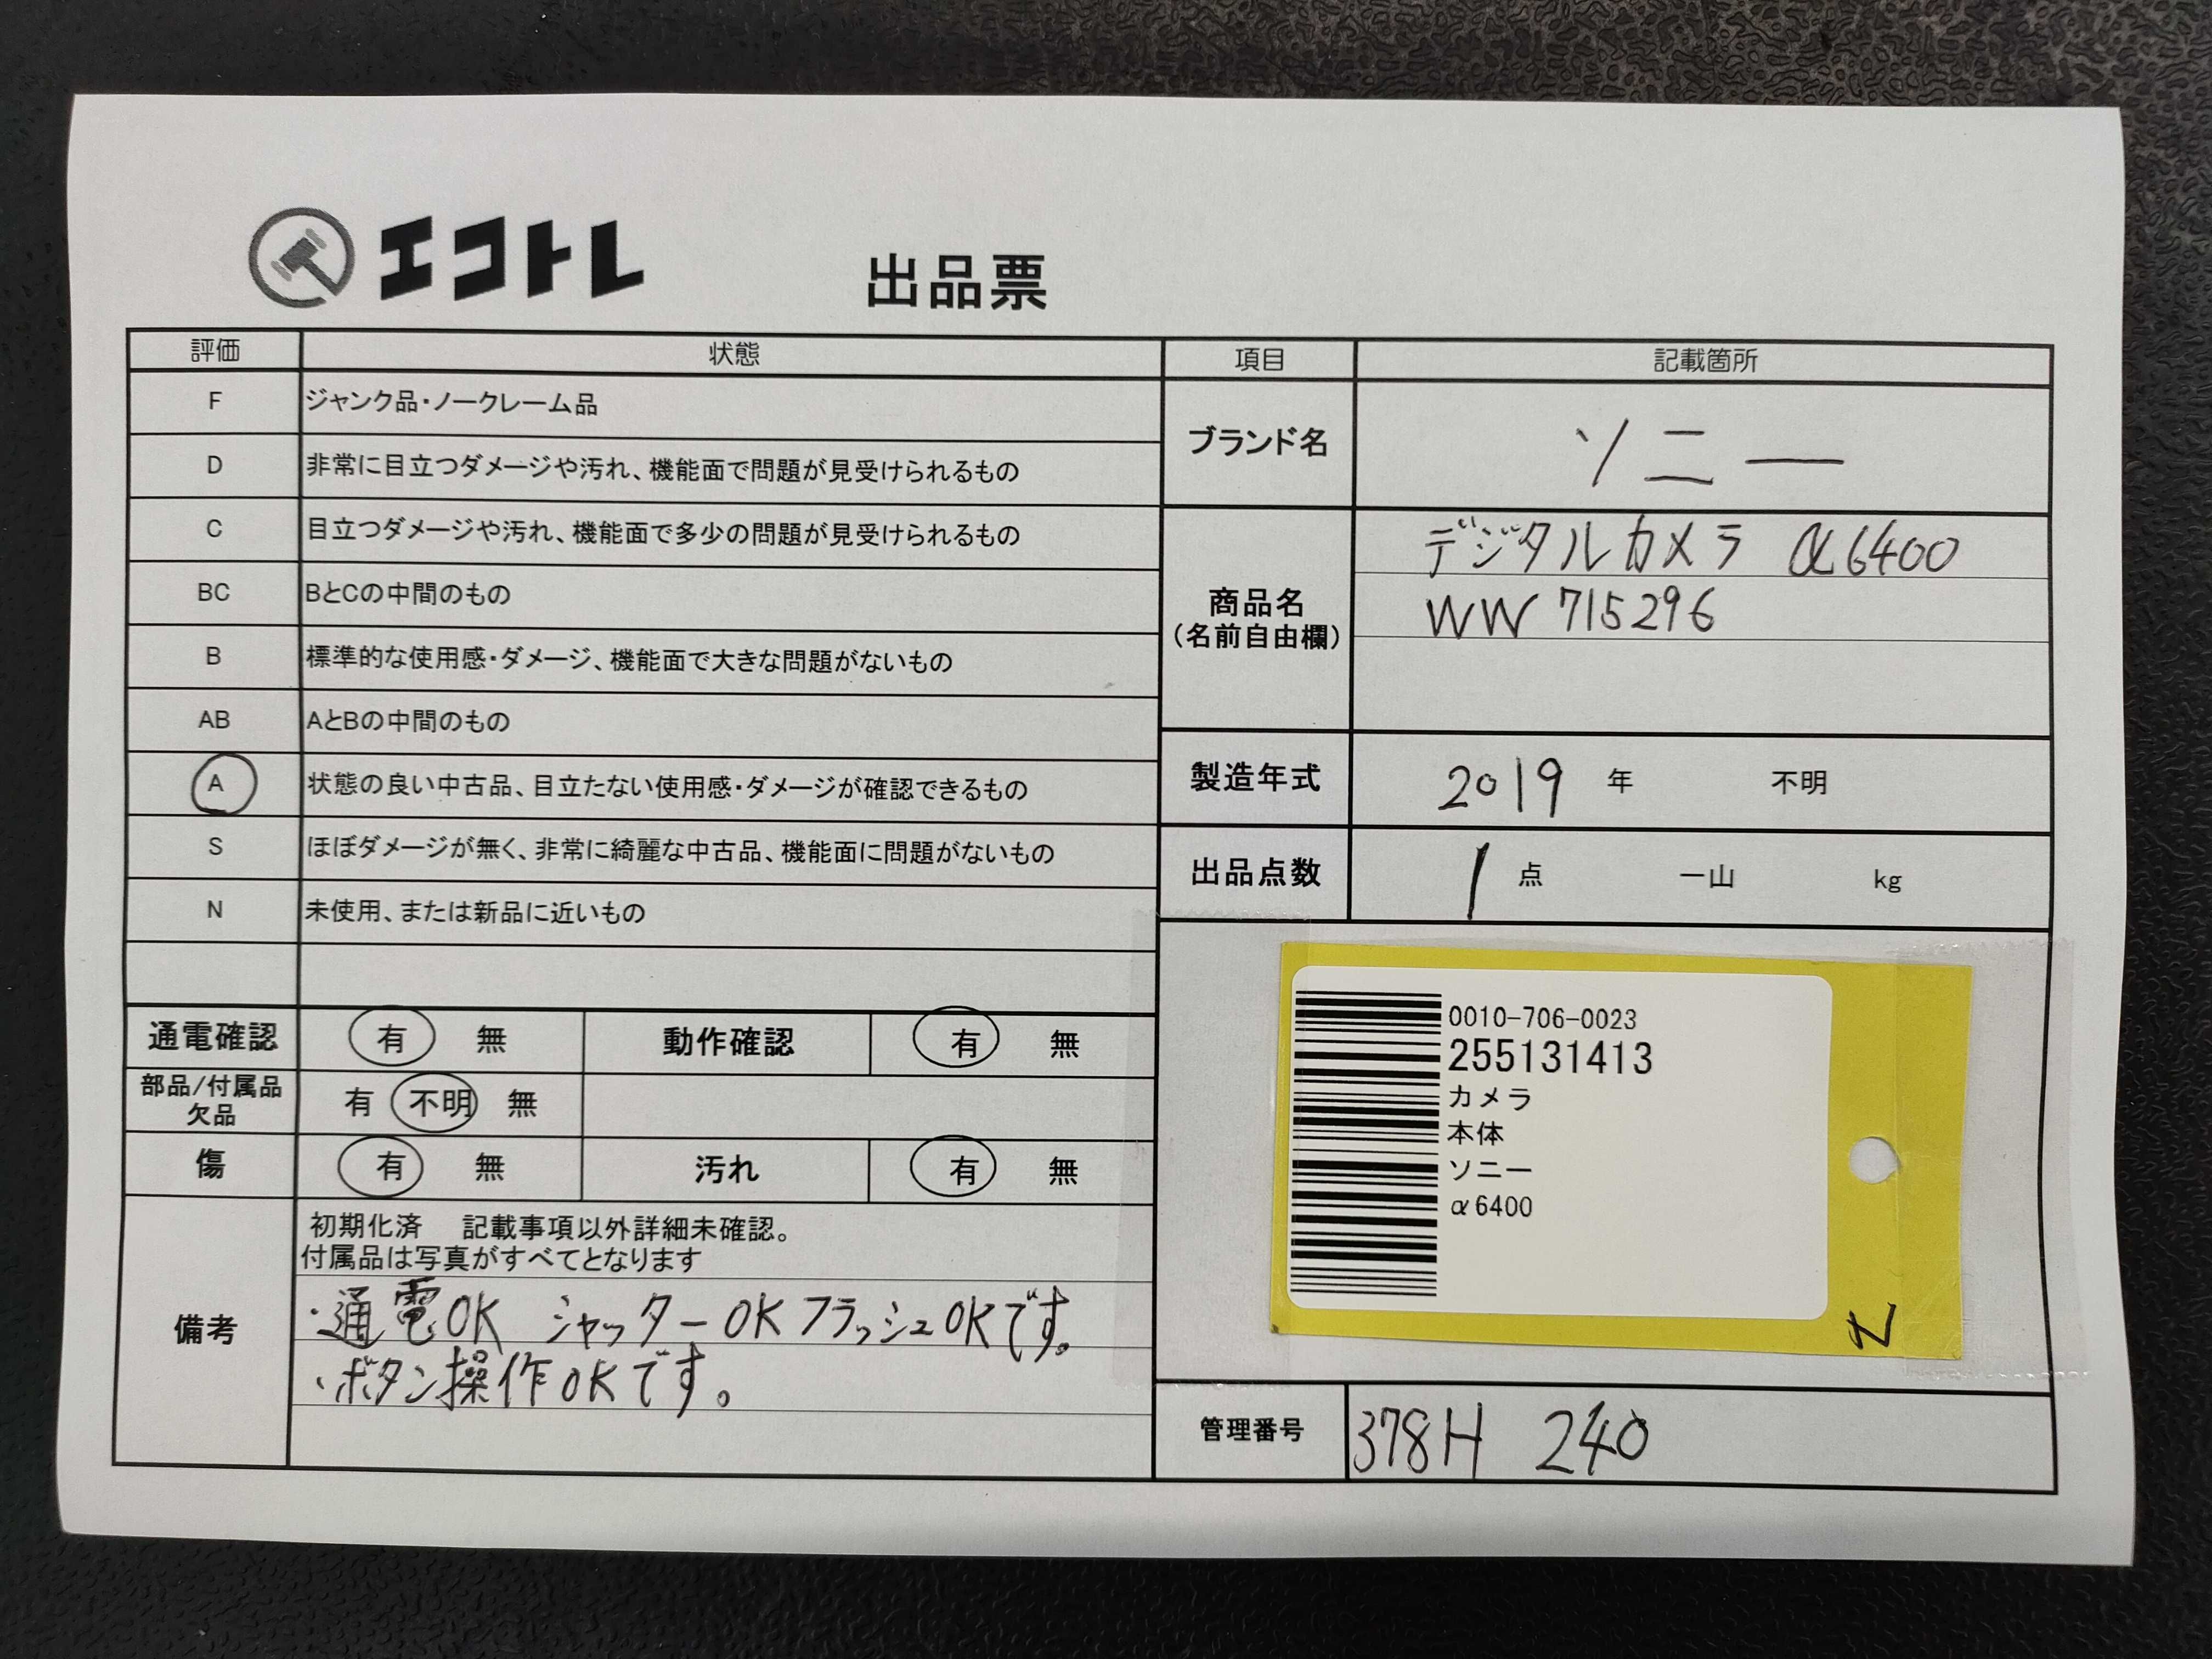 エコトレ
出品票
評価 状態
F ジャンク品・ノークレーム品
D 非常に目立つダメージや汚れ、機能面で問題が見受けられるもの
C 目立つダメージや汚れ、機能面で多少の問題が見受けられるもの
BC BとCの中間のもの
B 標準的な使用感・ダメージ、機能面で大きな問題がないもの
AB AとBの中間のもの
A 状態の良い中古品、目立たない使用感・ダメージが確認できるもの
S ほぼダメージが無く、非常に綺麗な中古品、機能面に問題がないもの
N 未使用、または新品に近いもの
通電確認 有 無 動作確認 有 無
部品/付属品
欠品
有 不明 無
傷 有 無 汚れ 有 無
備考
初期化済 記載事項以外詳細未確認。
付属品は写真がすべてとなります
・通電OK シャッターOKフラッシュOKです。
・ボタン操作OKです。
項目 記載箇所
ブランド名 ソニー
商品名
(名前自由欄)
デジタルカメラ α6400
WW715296
製造年式 2019 年 不明
出品点数 1 点 一山 kg
0010-706-0023
255131413
カメラ
本体
ソニー
α6400
N
管理番号 378H 240